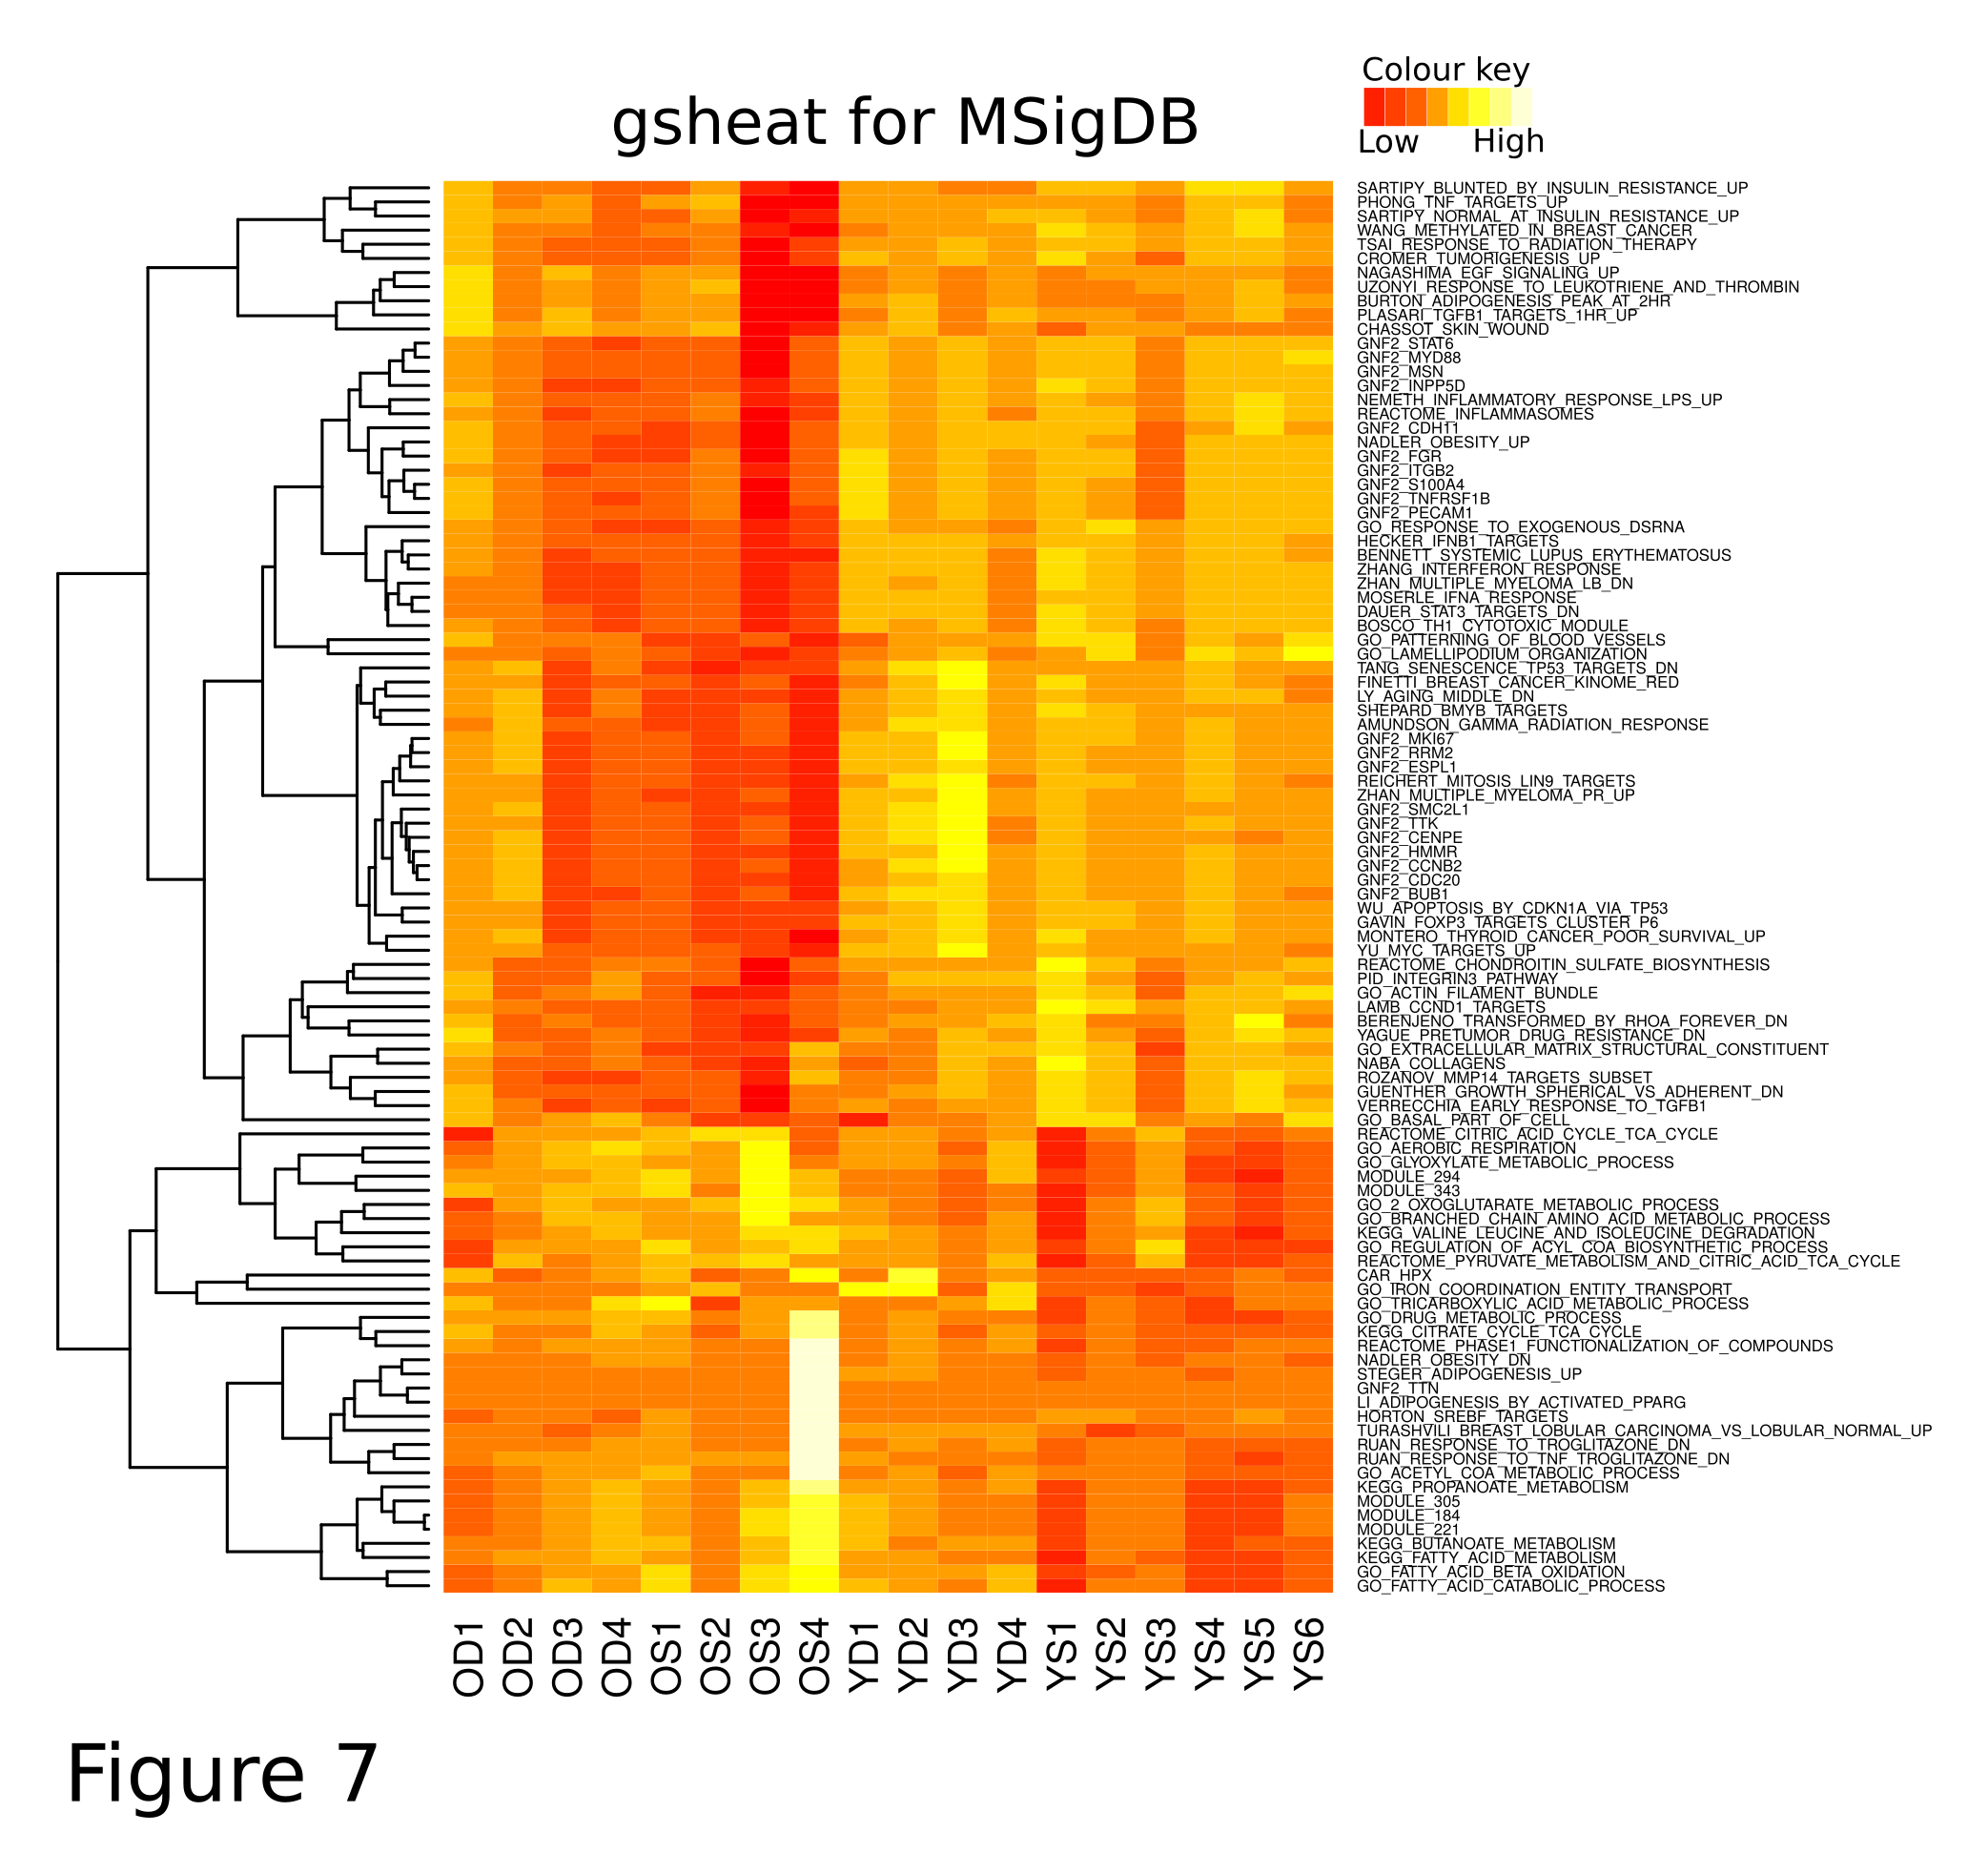 Colour key
Low High
gsheat for MSigDB
SARTIPY_BLUNTED_BY_INSULIN_RESISTANCE_UP
PHONG_TNF_TARGETS_UP
SARTIPY_NORMAL_AT_INSULIN_RESISTANCE_UP
WANG_METHYLATED_IN_BREAST_CANCER
TSAI_RESPONSE_TO_RADIATION_THERAPY
CROMER_TUMORIGENESIS_UP
NAGASHIMA_EGF_SIGNALING_UP
UZONYI_RESPONSE_TO_LEUKOTRIENE_AND_THROMBIN
BURTON_ADIPOGENESIS_PEAK_AT_2HR
PLASARI_TGFB1_TARGETS_1HR_UP
CHASSOT_SKIN_WOUND
GNF2_STAT6
GNF2_MYD88
GNF2_MSN
GNF2_INPP5D
NEMETH_INFLAMMATORY_RESPONSE_LPS_UP
REACTOME_INFLAMMASOMES
GNF2_CDH11
NADLER_OBESITY_UP
GNF2_FGR
GNF2_ITGB2
GNF2_S100A4
GNF2_TNFRSF1B
GNF2_PECAM1
GO_RESPONSE_TO_EXOGENOUS_DSRNA
HECKER_IFNB1_TARGETS
BENNETT_SYSTEMIC_LUPUS_ERYTHEMATOSUS
ZHANG_INTERFERON_RESPONSE
ZHAN_MULTIPLE_MYELOMA_LB_DN
MOSERLE_IFNA_RESPONSE
DAUER_STAT3_TARGETS_DN
BOSCO_TH1_CYTOTOXIC_MODULE
GO_PATTERNING_OF_BLOOD_VESSELS
GO_LAMELLIPODIUM_ORGANIZATION
TANG_SENESCENCE_TP53_TARGETS_DN
FINETTI_BREAST_CANCER_KINOME_RED
LY_AGING_MIDDLE_DN
SHEPARD_BMYB_TARGETS
AMUNDSON_GAMMA_RADIATION_RESPONSE
GNF2_MKI67
GNF2_RRM2
GNF2_ESPL1
REICHERT_MITOSIS_LIN9_TARGETS
ZHAN_MULTIPLE_MYELOMA_PR_UP
GNF2_SMC2L1
GNF2_TTK
GNF2_CENPE
GNF2_HMMR
GNF2_CCNB2
GNF2_CDC20
GNF2_BUB1
WU_APOPTOSIS_BY_CDKN1A_VIA_TP53
GAVIN_FOXP3_TARGETS_CLUSTER_P6
MONTERO_THYROID_CANCER_POOR_SURVIVAL_UP
YU_MYC_TARGETS_UP
REACTOME_CHONDROITIN_SULFATE_BIOSYNTHESIS
PID_INTEGRIN3_PATHWAY
GO_ACTIN_FILAMENT_BUNDLE
LAMB_CCND1_TARGETS
BERENJENO_TRANSFORMED_BY_RHOA_FOREVER_DN
YAGUE_PRETUMOR_DRUG_RESISTANCE_DN
GO_EXTRACELLULAR_MATRIX_STRUCTURAL_CONSTITUENT
NABA_COLLAGENS
ROZANOV_MMP14_TARGETS_SUBSET
GUENTHER_GROWTH_SPHERICAL_VS_ADHERENT_DN
VERRECCHIA_EARLY_RESPONSE_TO_TGFB1
GO_BASAL_PART_OF_CELL
REACTOME_CITRIC_ACID_CYCLE_TCA_CYCLE
GO_AEROBIC_RESPIRATION
GO_GLYOXYLATE_METABOLIC_PROCESS
MODULE_294
MODULE_343
GO_2_OXOGLUTARATE_METABOLIC_PROCESS
GO_BRANCHED_CHAIN_AMINO_ACID_METABOLIC_PROCESS
KEGG_VALINE_LEUCINE_AND_ISOLEUCINE_DEGRADATION
GO_REGULATION_OF_ACYL_COA_BIOSYNTHETIC_PROCESS
REACTOME_PYRUVATE_METABOLISM_AND_CITRIC_ACID_TCA_CYCLE
CAR_HPX
GO_IRON_COORDINATION_ENTITY_TRANSPORT
GO_TRICARBOXYLIC_ACID_METABOLIC_PROCESS
GO_DRUG_METABOLIC_PROCESS
KEGG_CITRATE_CYCLE_TCA_CYCLE
REACTOME_PHASE1_FUNCTIONALIZATION_OF_COMPOUNDS
NADLER_OBESITY_DN
STEGER_ADIPOGENESIS_UP
GNF2_TTN
LI_ADIPOGENESIS_BY_ACTIVATED_PPARG
HORTON_SREBF_TARGETS
TURASHVILI_BREAST_LOBULAR_CARCINOMA_VS_LOBULAR_NORMAL_UP
RUAN_RESPONSE_TO_TROGLITAZONE_DN
RUAN_RESPONSE_TO_TNF_TROGLITAZONE_DN
GO_ACETYL_COA_METABOLIC_PROCESS
KEGG_PROPANOATE_METABOLISM
MODULE_305
MODULE_184
MODULE_221
KEGG_BUTANOATE_METABOLISM
KEGG_FATTY_ACID_METABOLISM
GO_FATTY_ACID_BETA_OXIDATION
GO_FATTY_ACID_CATABOLIC_PROCESS
OD1 OD2 OD3 OD4 OS1 OS2 OS3 OS4 YD1 YD2 YD3 YD4 YS1 YS2 YS3 YS4 YS5 YS6
Figure 7